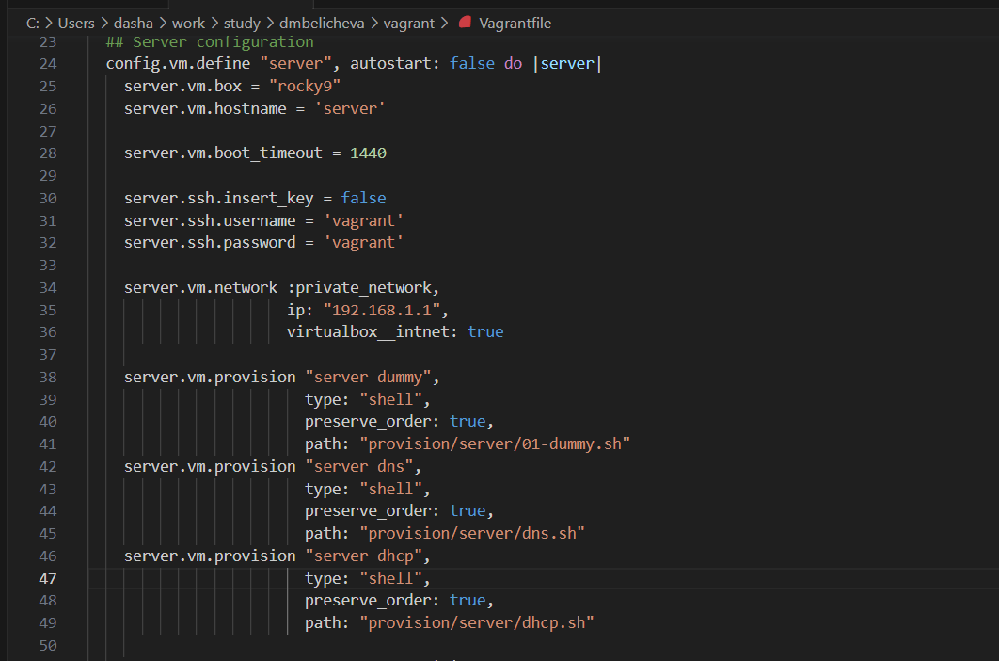 C: > Users > dasha > work > study > dmbelicheva > vagrant > Vagrantfile
23 ## Server configuration
24 config.vm.define "server", autostart: false do |server|
25 server.vm.box = "rocky9"
26 server.vm.hostname = 'server'
27
28 server.vm.boot_timeout = 1440
29
30 server.ssh.insert_key = false
31 server.ssh.username = 'vagrant'
32 server.ssh.password = 'vagrant'
33
34 server.vm.network :private_network,
35 ip: "192.168.1.1",
36 virtualbox__intnet: true
37
38 server.vm.provision "server dummy",
39 type: "shell",
40 preserve_order: true,
41 path: "provision/server/01-dummy.sh"
42 server.vm.provision "server dns",
43 type: "shell",
44 preserve_order: true,
45 path: "provision/server/dns.sh"
46 server.vm.provision "server dhcp",
47 type: "shell",
48 preserve_order: true,
49 path: "provision/server/dhcp.sh"
50